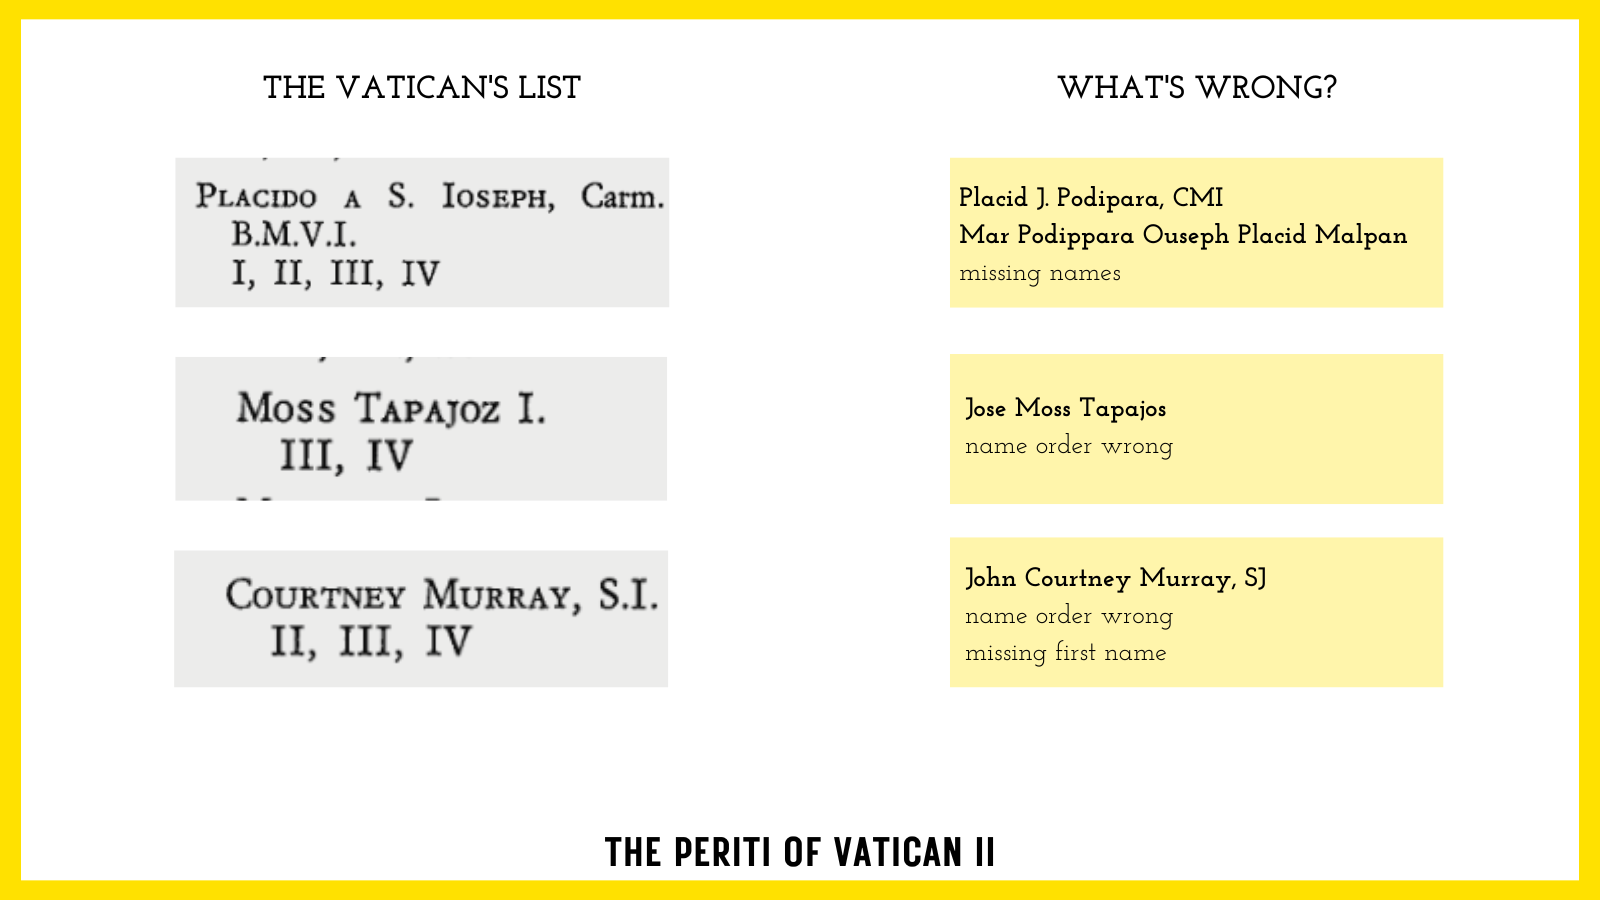 THE VATICAN'S LIST
WHAT'S WRONG?
PLACIDO A S. IOSEPH, Carm.
B.M.V.I.
I, II, III, IV
Placid J. Podipara, CMI
Mar Podippara Ouseph Placid Malpan
missing names
MOSS TAPAJOZ I.
III, IV
Jose Moss Tapajos
name order wrong
COURTNEY MURRAY, S.I.
II, III, IV
John Courtney Murray, SJ
name order wrong
missing first name
THE PERITI OF VATICAN II